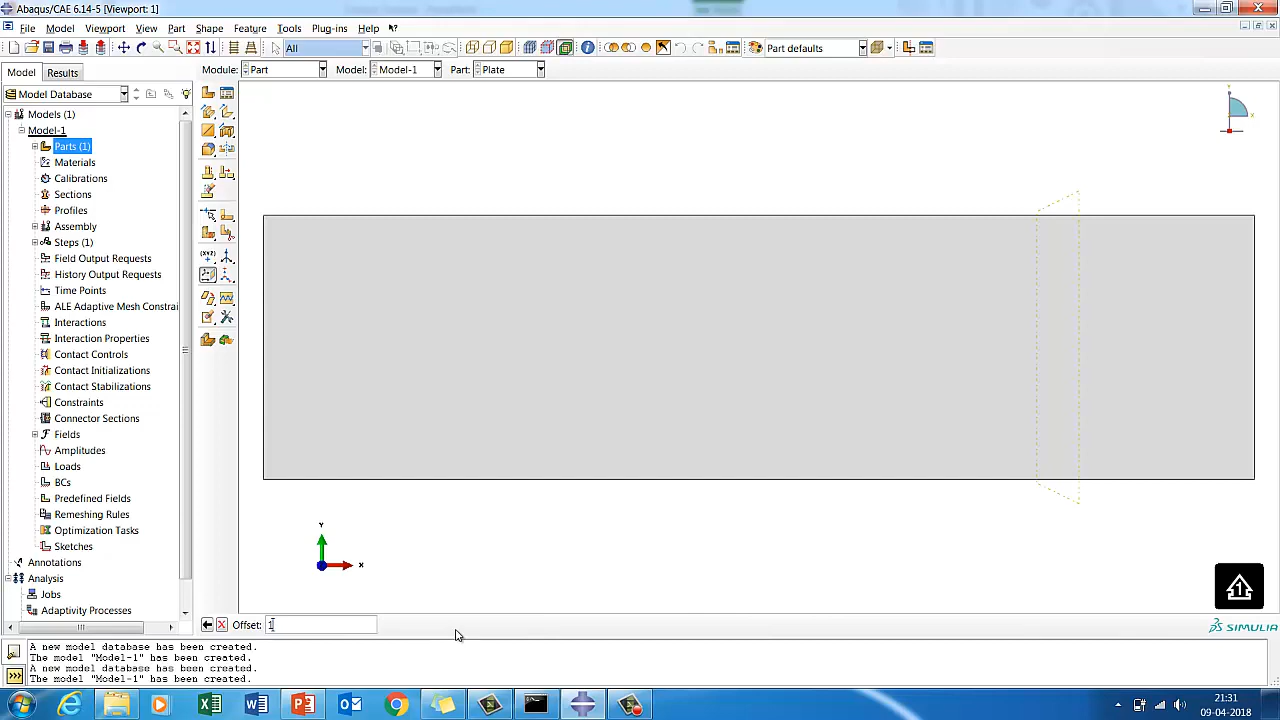 Abaqus/CAE 6.14-5 [Viewport: 1]
File Model Viewport View Part Shape Feature Tools Plug-ins Help
All
Part defaults
Model Results
Module: Part Model: Model-1 Part: Plate
Model Database
Models (1)
Model-1
Parts (1)
Materials
Calibrations
Sections
Profiles
Assembly
Steps (1)
Field Output Requests
History Output Requests
Time Points
ALE Adaptive Mesh Constrai
Interactions
Interaction Properties
Contact Controls
Contact Initializations
Contact Stabilizations
Constraints
Connector Sections
Fields
Amplitudes
Loads
BCs
Predefined Fields
Remeshing Rules
Optimization Tasks
Sketches
Annotations
Analysis
Jobs
Adaptivity Processes
(XYZ)
Y
X
Y
X
1
Offset: 1
SIMULIA
A new model database has been created.
The model "Model-1" has been created.
A new model database has been created.
The model "Model-1" has been created.
21:31
09-04-2018